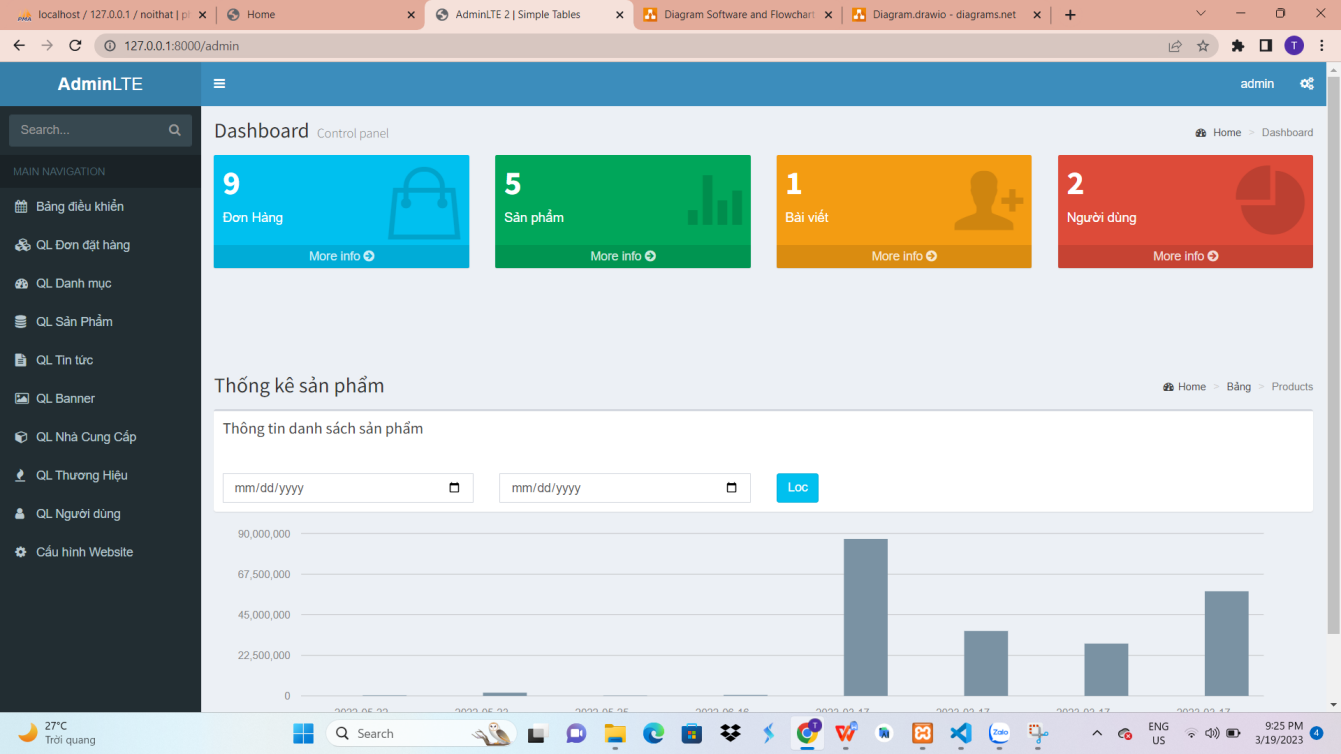 localhost / 127.0.0.1 / noithat | p
Home
AdminLTE 2 | Simple Tables
Diagram Software and Flowchart
Diagram.drawio - diagrams.net
127.0.0.1:8000/admin
T
AdminLTE
admin
Search...
Dashboard Control panel
Home > Dashboard
MAIN NAVIGATION
Bảng điều khiển
QL Đơn đặt hàng
QL Danh mục
QL Sản Phẩm
QL Tin tức
QL Banner
QL Nhà Cung Cấp
QL Thương Hiệu
QL Người dùng
Cấu hình Website
9
Đơn Hàng
More info
5
Sản phẩm
More info
1
Bài viết
More info
2
Người dùng
More info
Thống kê sản phẩm
Home > Bảng > Products
Thông tin danh sách sản phẩm
mm/dd/yyyy
mm/dd/yyyy
Loc
90,000,000
67,500,000
45,000,000
22,500,000
0
27°C
Trời quang
Search
T
Zalo
ENG
US
9:25 PM
3/19/2023
4